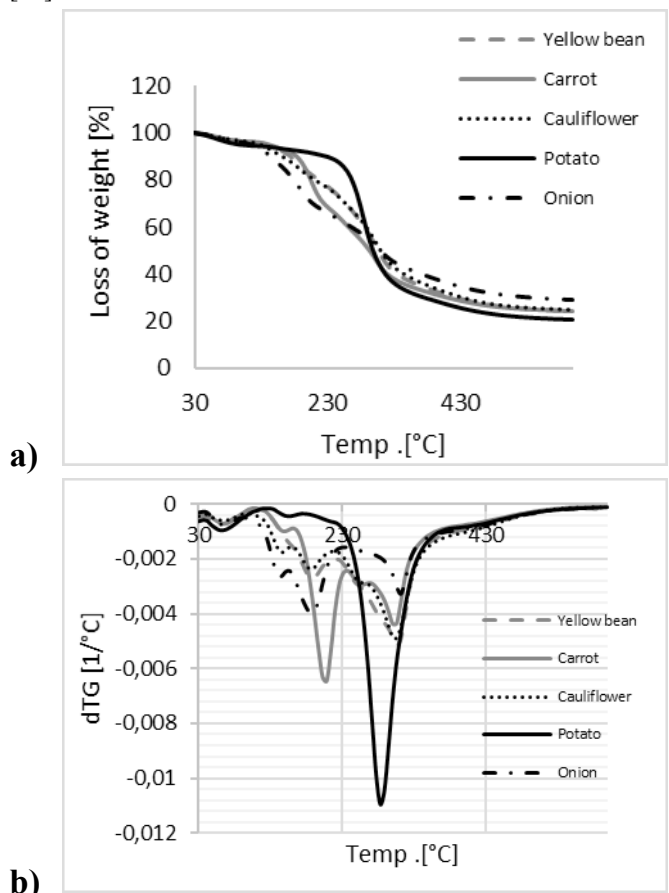 Yellow bean
Carrot
Cauliflower
Potato
Onion
120
100
80
60
40
20
0
Loss of weight [%]
30 230 430
Temp .[°C]
a)
0
-0,002
-0,004
-0,006
-0,008
-0,01
-0,012
dTG [1/°C]
30 230 430
Yellow bean
Carrot
Cauliflower
Potato
Onion
Temp .[°C]
b)